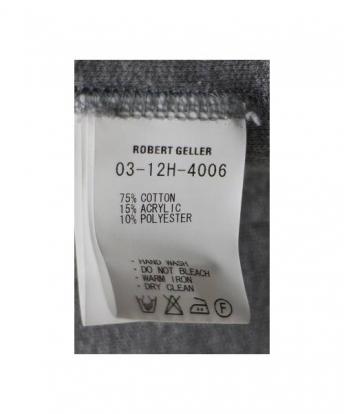 ROBERT GELLER
03-12H-4006
75% COTTON
15% ACRYLIC
10% POLYESTER
- HAND WASH
- DO NOT BLEACH
- WARM IRON
- DRY CLEAN
F